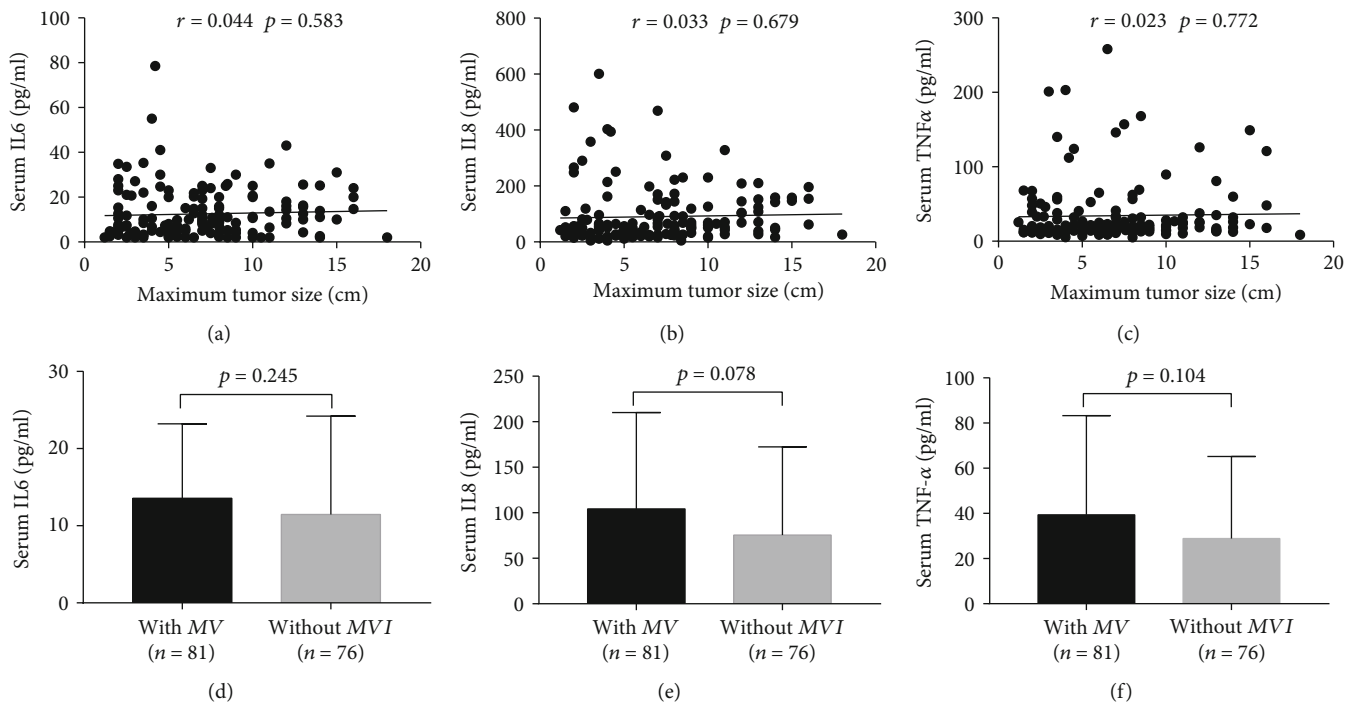 r = 0.044 p = 0.583
Serum IL6 (pg/ml)
100
80
60
40
20
0
0 5 10 15 20
Maximum tumor size (cm)
(a)
r = 0.033 p = 0.679
Serum IL8 (pg/ml)
800
600
400
200
0
0 5 10 15 20
Maximum tumor size (cm)
(b)
r = 0.023 p = 0.772
Serum TNFα (pg/ml)
300
200
100
0
0 5 10 15 20
Maximum tumor size (cm)
(c)
p = 0.245
Serum IL6 (pg/ml)
30
20
10
0
With MV Without MVI
(n = 81) (n = 76)
(d)
p = 0.078
Serum IL8 (pg/ml)
250
200
150
100
50
0
With MV Without MVI
(n = 81) (n = 76)
(e)
p = 0.104
Serum TNF-α (pg/ml)
100
80
60
40
20
0
With MV Without MVI
(n = 81) (n = 76)
(f)